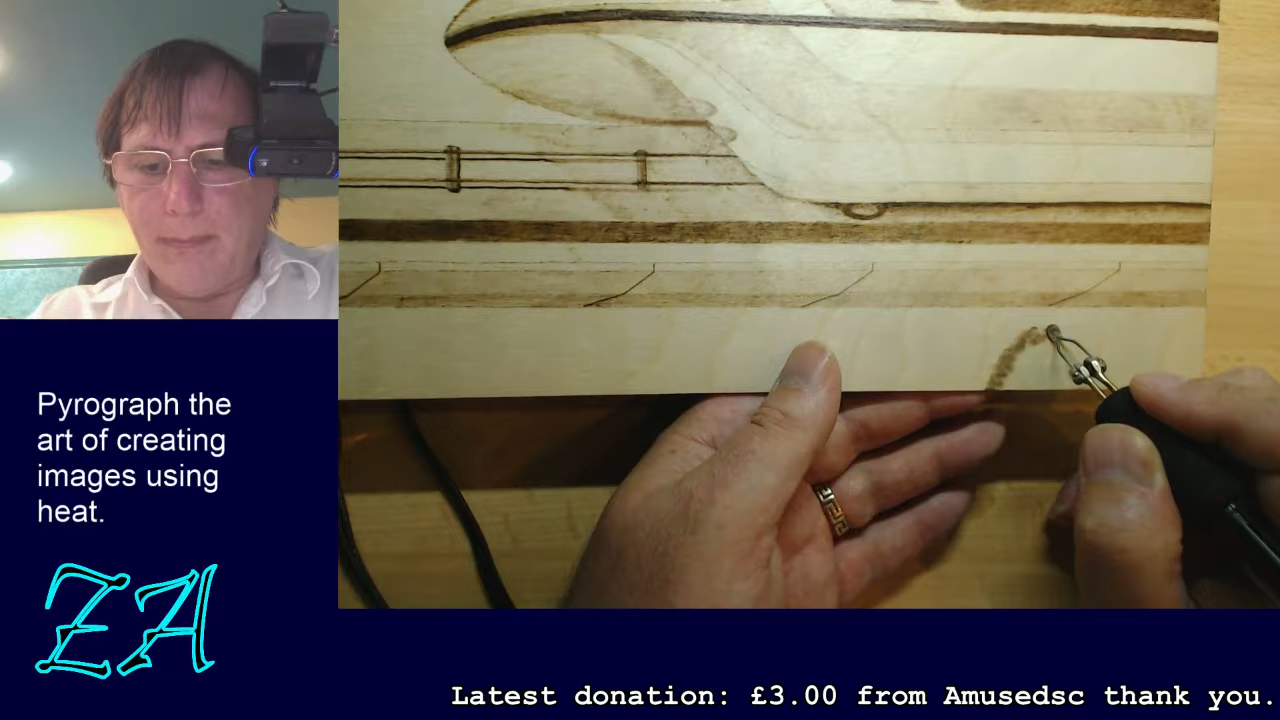 Pyrograph the
art of creating
images using
heat.
ZA
Latest donation: £3.00 from Amusedsc thank you.